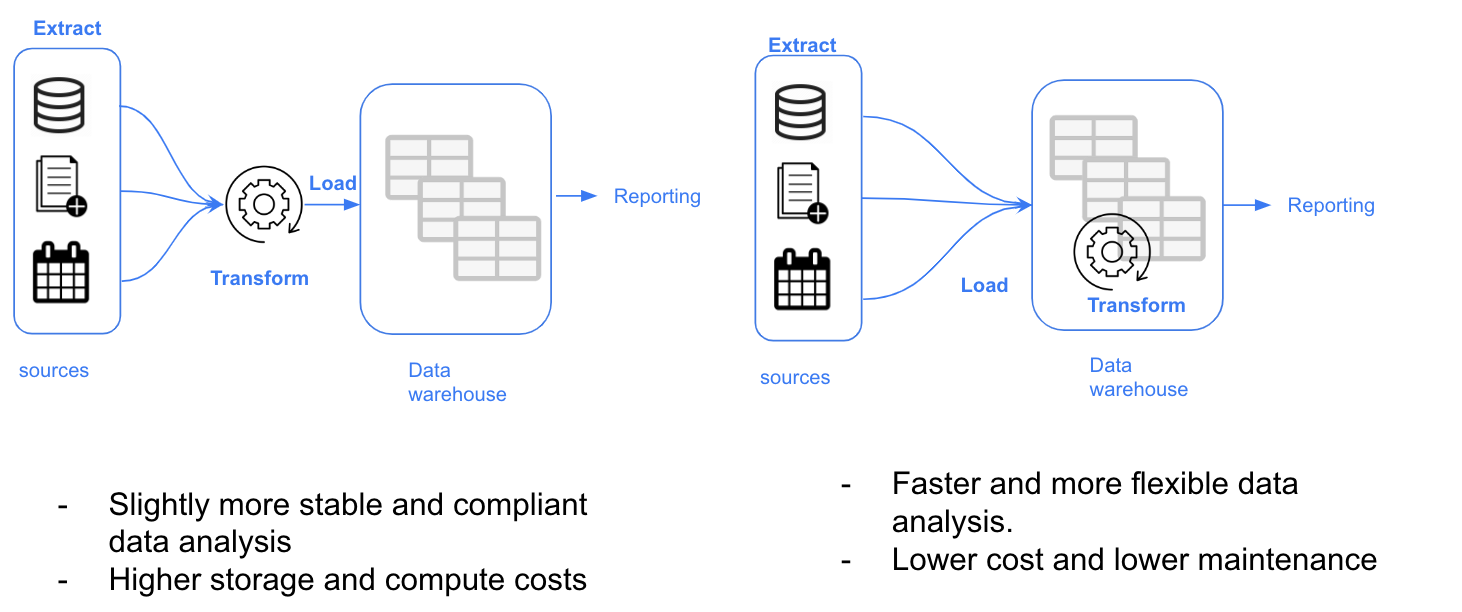 Extract
Load
Transform
Reporting
sources
Data
warehouse
- Slightly more stable and compliant
data analysis
- Higher storage and compute costs
Extract
Load
Transform
Reporting
sources
Data
warehouse
- Faster and more flexible data
analysis.
- Lower cost and lower maintenance